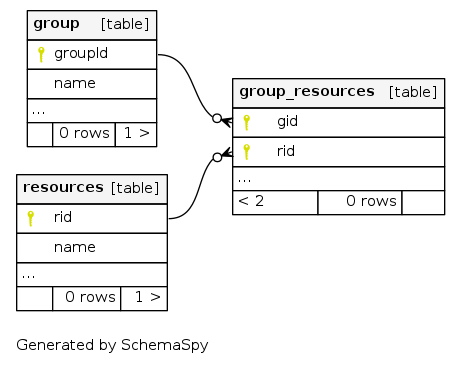 group [table]
groupId
name
...
0 rows 1 >
group_resources [table]
gid
rid
...
< 2 0 rows
resources [table]
rid
name
...
0 rows 1 >
Generated by SchemaSpy